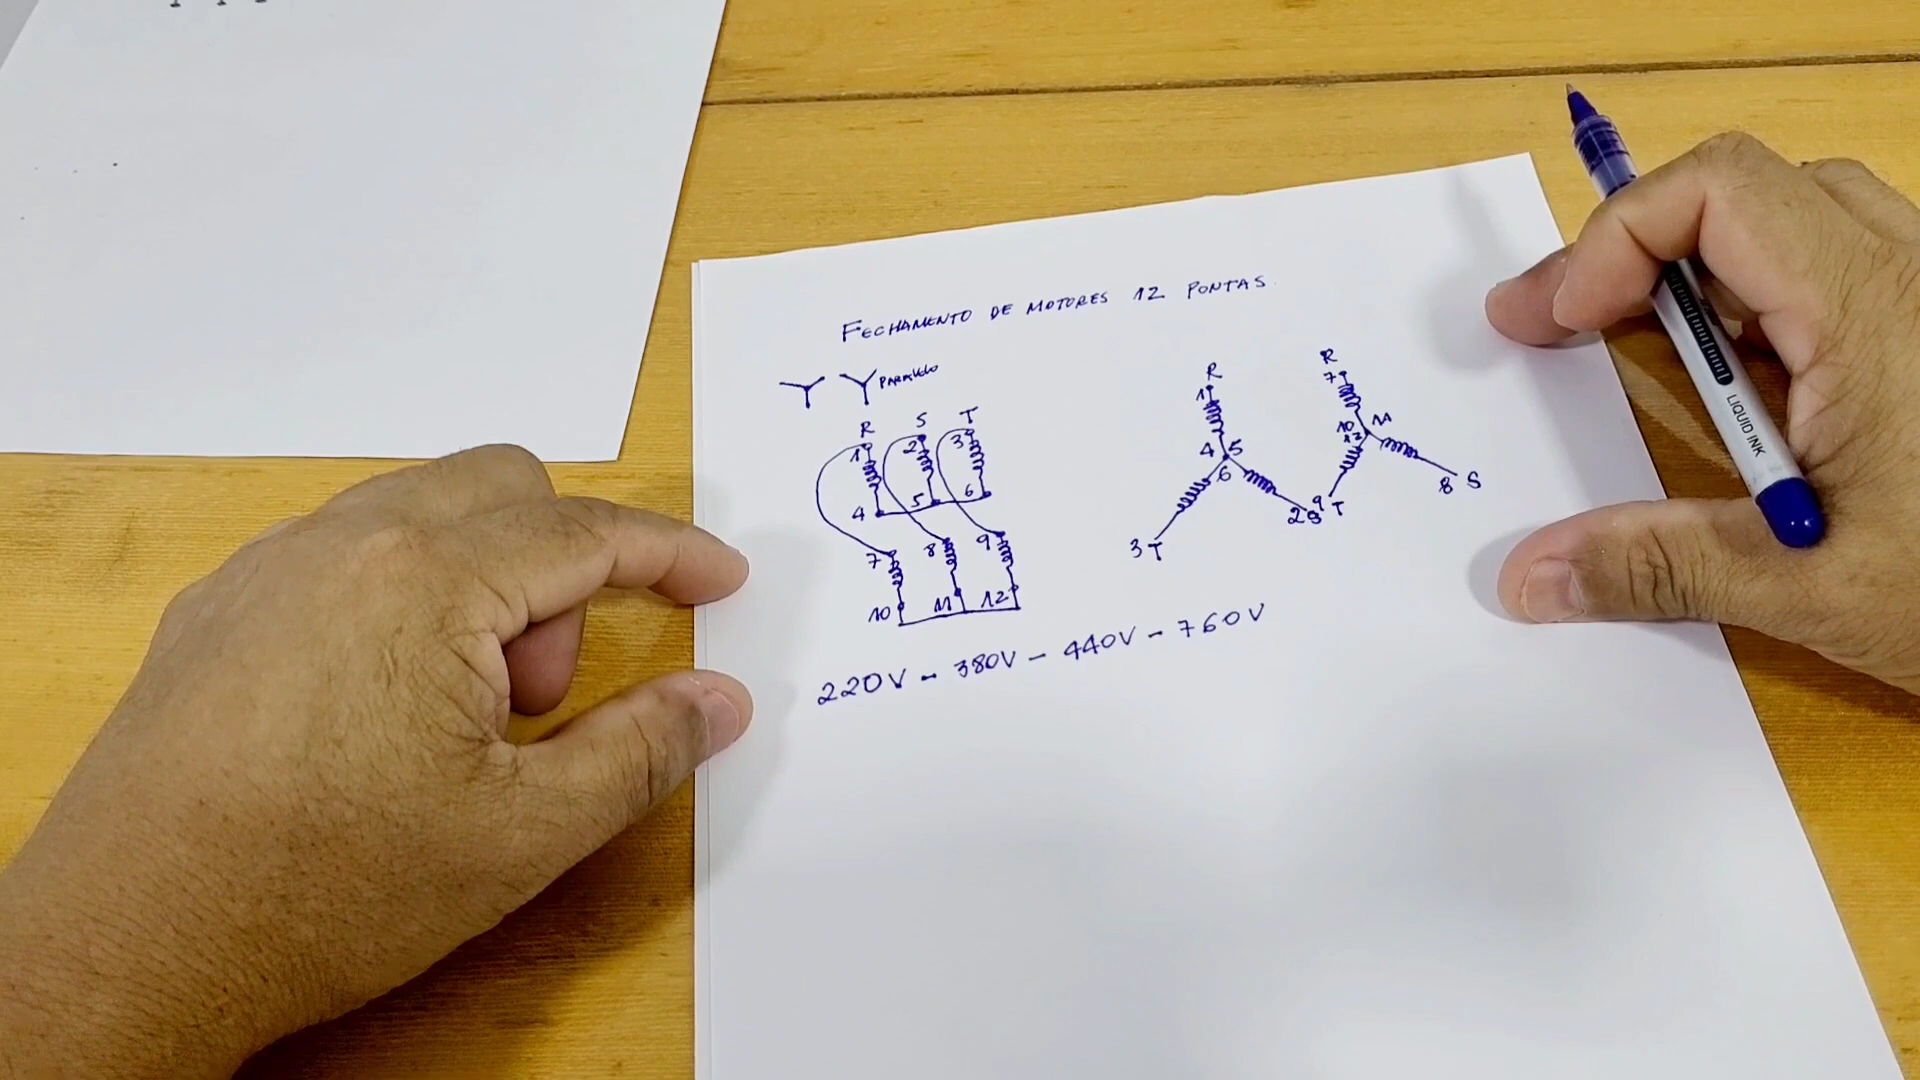 FECHAMENTO DE MOTORES 12 PONTAS.
PARALELO
R S T
1 2 3
4 5 6
7 8 9
10 11 12
R
1
4 5
6
3 T
2 S
R
7
10 11
12
9 T
8 S
220V - 380V - 440V - 760V
LIQUID INK